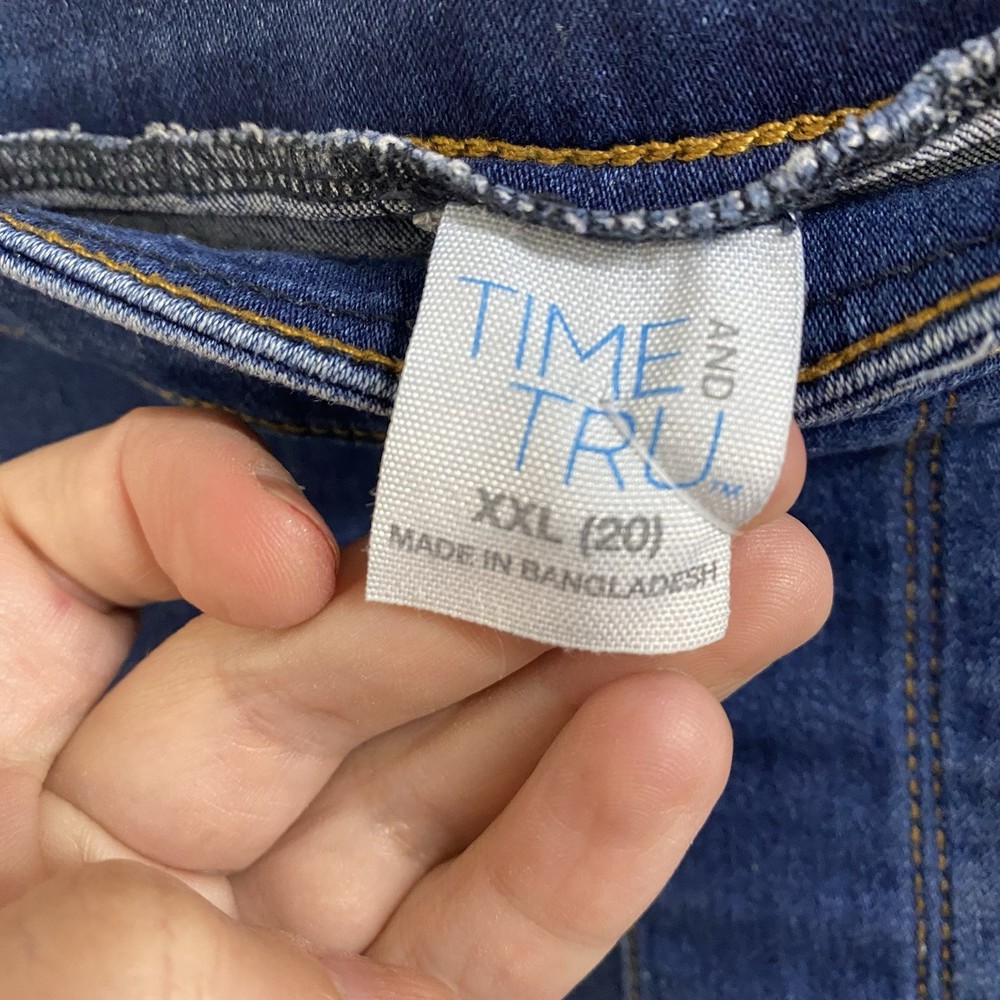 TIME AND
TRU™
XXL (20)
MADE IN BANGLADESH